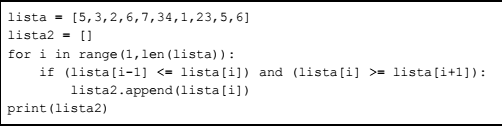 lista = [5,3,2,6,7,34,1,23,5,6]
lista2 = []
for i in range(1,len(lista)):
    if (lista[i-1] <= lista[i]) and (lista[i] >= lista[i+1]):
        lista2.append(lista[i])
print(lista2)